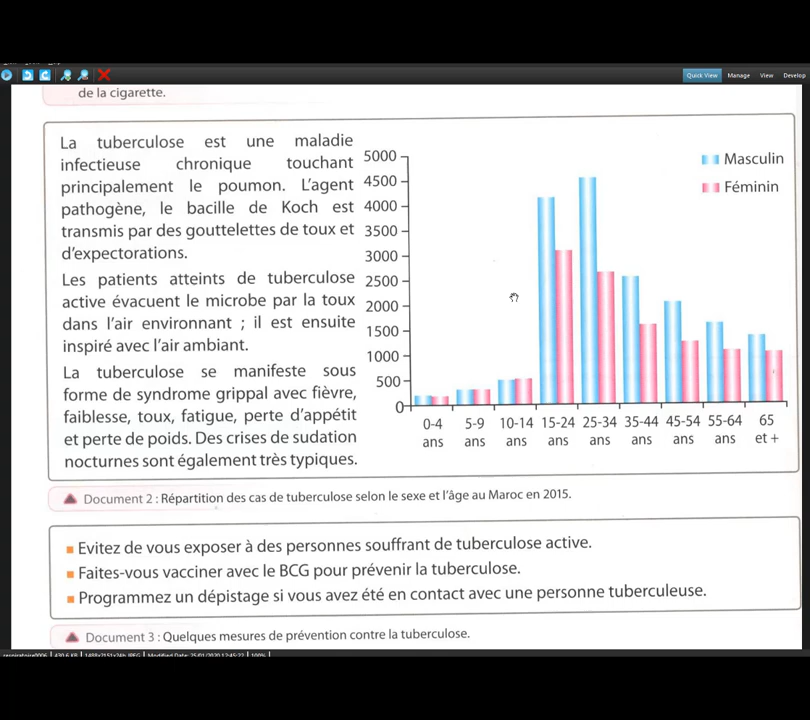 Quick View Manage View Develop
de la cigarette.
La tuberculose est une maladie
infectieuse chronique touchant
principalement le poumon. L'agent
pathogène, le bacille de Koch est
transmis par des gouttelettes de toux et
d'expectorations.
Les patients atteints de tuberculose
active évacuent le microbe par la toux
dans l'air environnant ; il est ensuite
inspiré avec l'air ambiant.
La tuberculose se manifeste sous
forme de syndrome grippal avec fièvre,
faiblesse, toux, fatigue, perte d'appétit
et perte de poids. Des crises de sudation
nocturnes sont également très typiques.
5000
4500
4000
3500
3000
2500
2000
1500
1000
500
0
Masculin
Féminin
0-4 5-9 10-14 15-24 25-34 35-44 45-54 55-64 65
ans ans ans ans ans ans ans ans et +
Document 2 : Répartition des cas de tuberculose selon le sexe et l'âge au Maroc en 2015.
Evitez de vous exposer à des personnes souffrant de tuberculose active.
Faites-vous vacciner avec le BCG pour prévenir la tuberculose.
Programmez un dépistage si vous avez été en contact avec une personne tuberculeuse.
Document 3 : Quelques mesures de prévention contre la tuberculose.